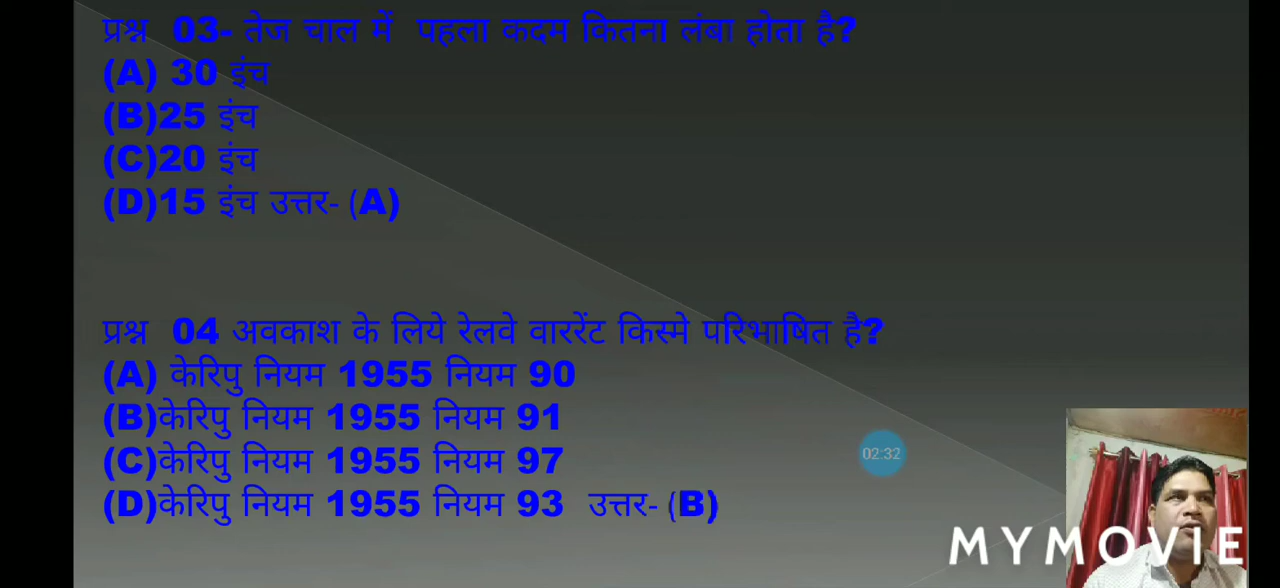 प्रश्न 03- तेज चाल में पहला कदम कितना लंबा होता है?
(A) 30 इंच
(B)25 इंच
(C)20 इंच
(D)15 इंच उत्तर- (A)
प्रश्न 04 अवकाश के लिये रेलवे वाररेंट किस्मे परिभाषित है?
(A) केरिपु नियम 1955 नियम 90
(B)केरिपु नियम 1955 नियम 91
(C)केरिपु नियम 1955 नियम 97
(D)केरिपु नियम 1955 नियम 93 उत्तर- (B)
02:32
MYMOVIE